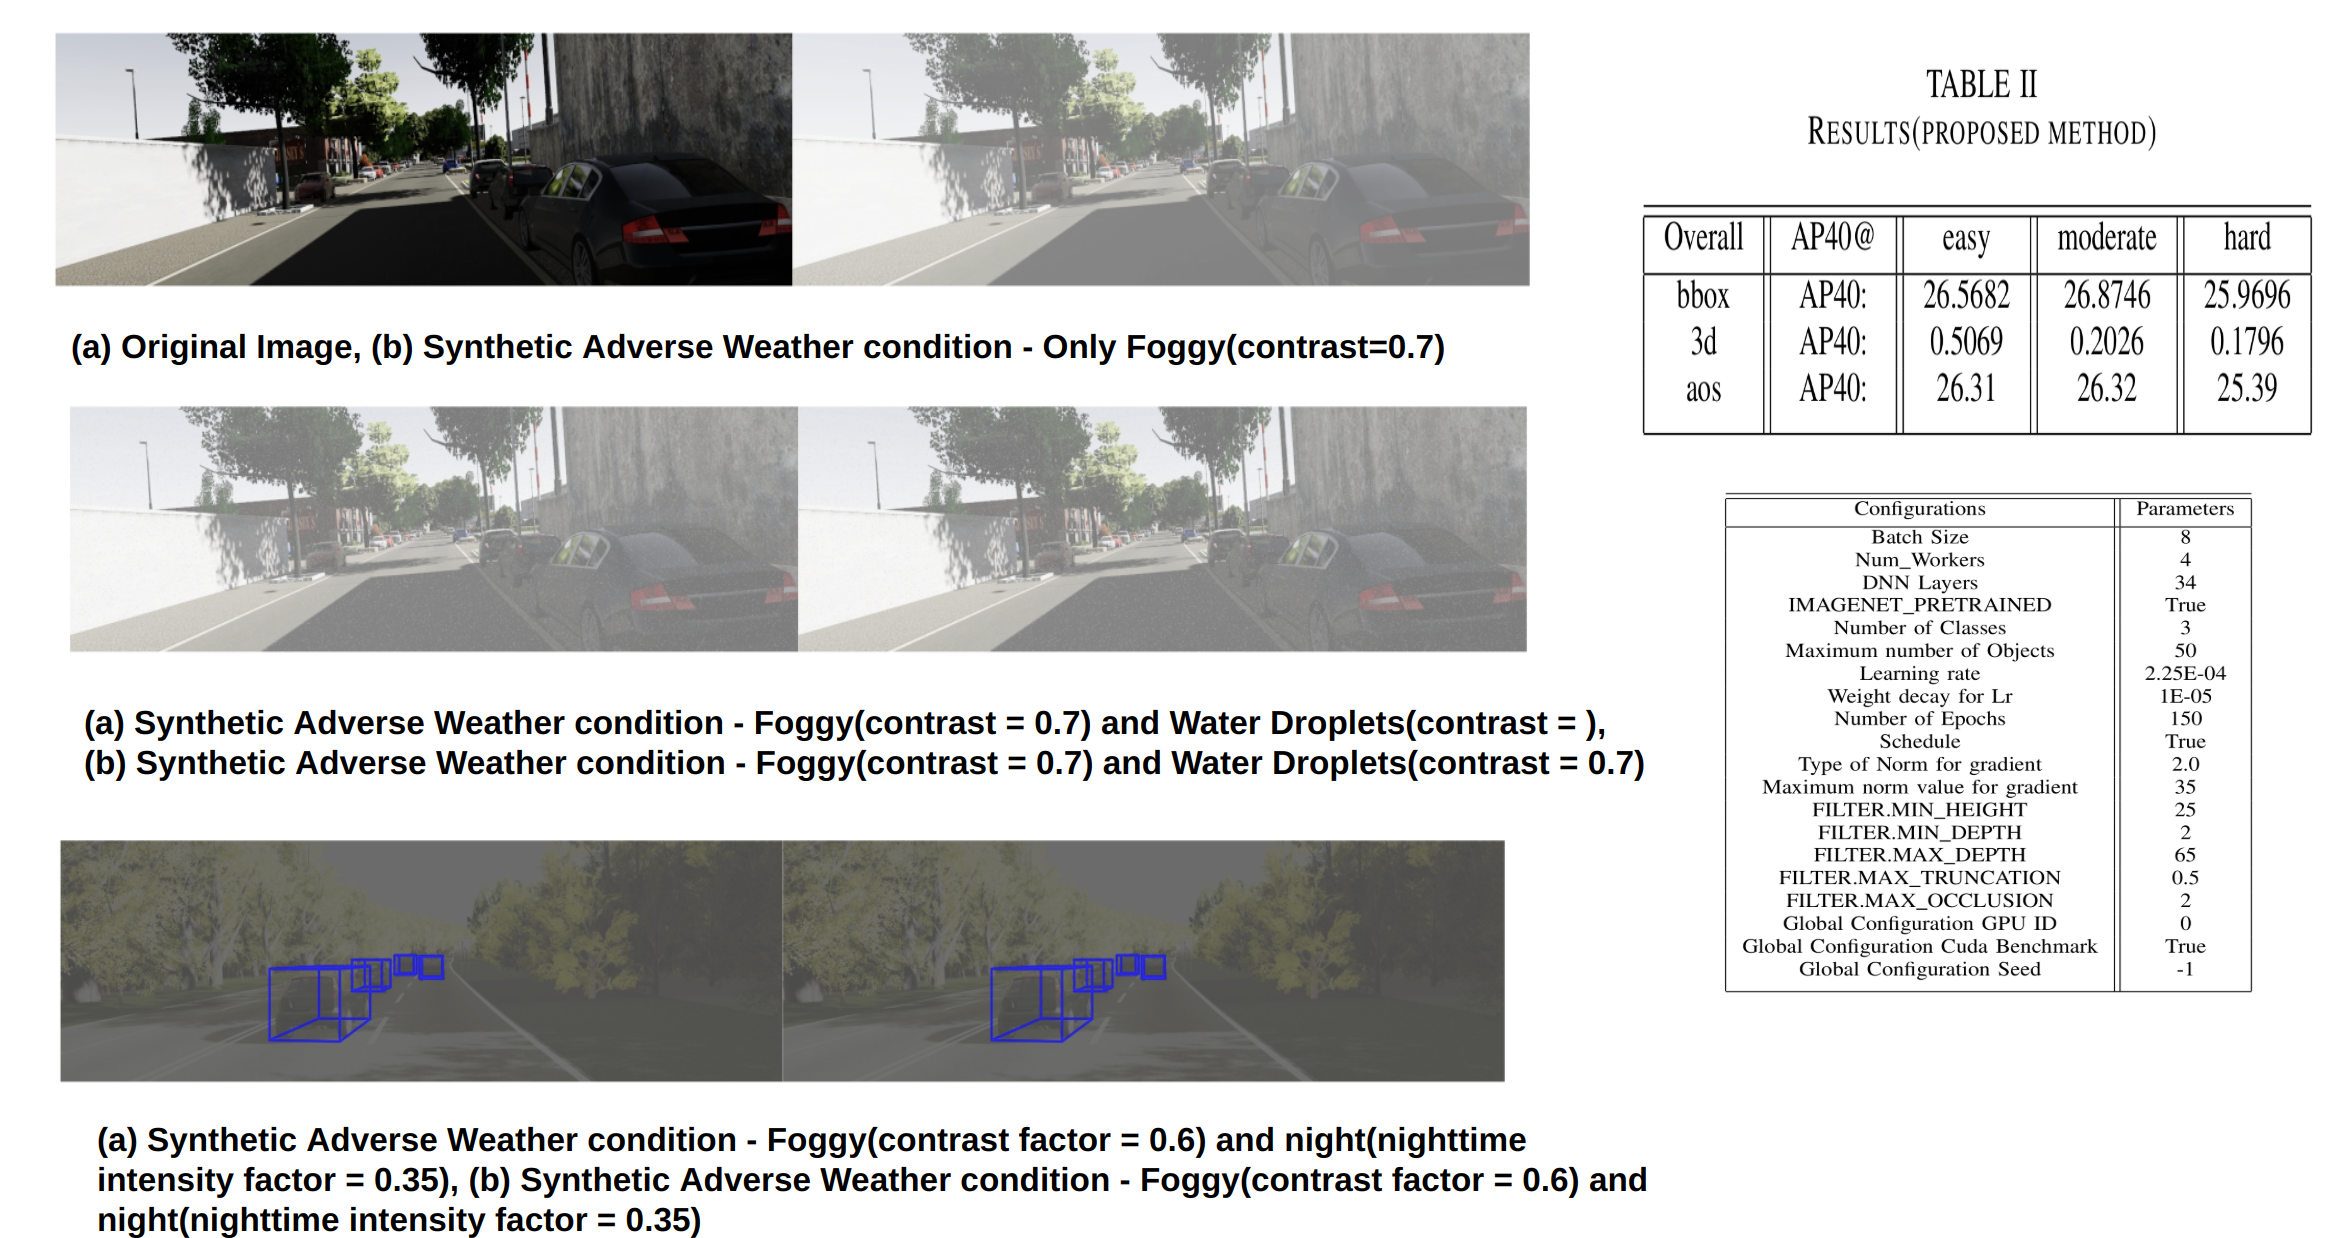 (a) Original Image, (b) Synthetic Adverse Weather condition - Only Foggy(contrast=0.7)
(a) Synthetic Adverse Weather condition - Foggy(contrast = 0.7) and Water Droplets(contrast = ),
(b) Synthetic Adverse Weather condition - Foggy(contrast = 0.7) and Water Droplets(contrast = 0.7)
(a) Synthetic Adverse Weather condition - Foggy(contrast factor = 0.6) and night(nighttime
intensity factor = 0.35), (b) Synthetic Adverse Weather condition - Foggy(contrast factor = 0.6) and
night(nighttime intensity factor = 0.35)
TABLE II
RESULTS(PROPOSED METHOD)
Overall AP40@ easy moderate hard
bbox AP40: 26.5682 26.8746 25.9696
3d AP40: 0.5069 0.2026 0.1796
aos AP40: 26.31 26.32 25.39
Configurations Parameters
Batch Size 8
Num_Workers 4
DNN Layers 34
IMAGENET_PRETRAINED True
Number of Classes 3
Maximum number of Objects 50
Learning rate 2.25E-04
Weight decay for Lr 1E-05
Number of Epochs 150
Schedule True
Type of Norm for gradient 2.0
Maximum norm value for gradient 35
FILTER.MIN_HEIGHT 25
FILTER.MIN_DEPTH 2
FILTER.MAX_DEPTH 65
FILTER.MAX_TRUNCATION 0.5
FILTER.MAX_OCCLUSION 2
Global Configuration GPU ID 0
Global Configuration Cuda Benchmark True
Global Configuration Seed -1